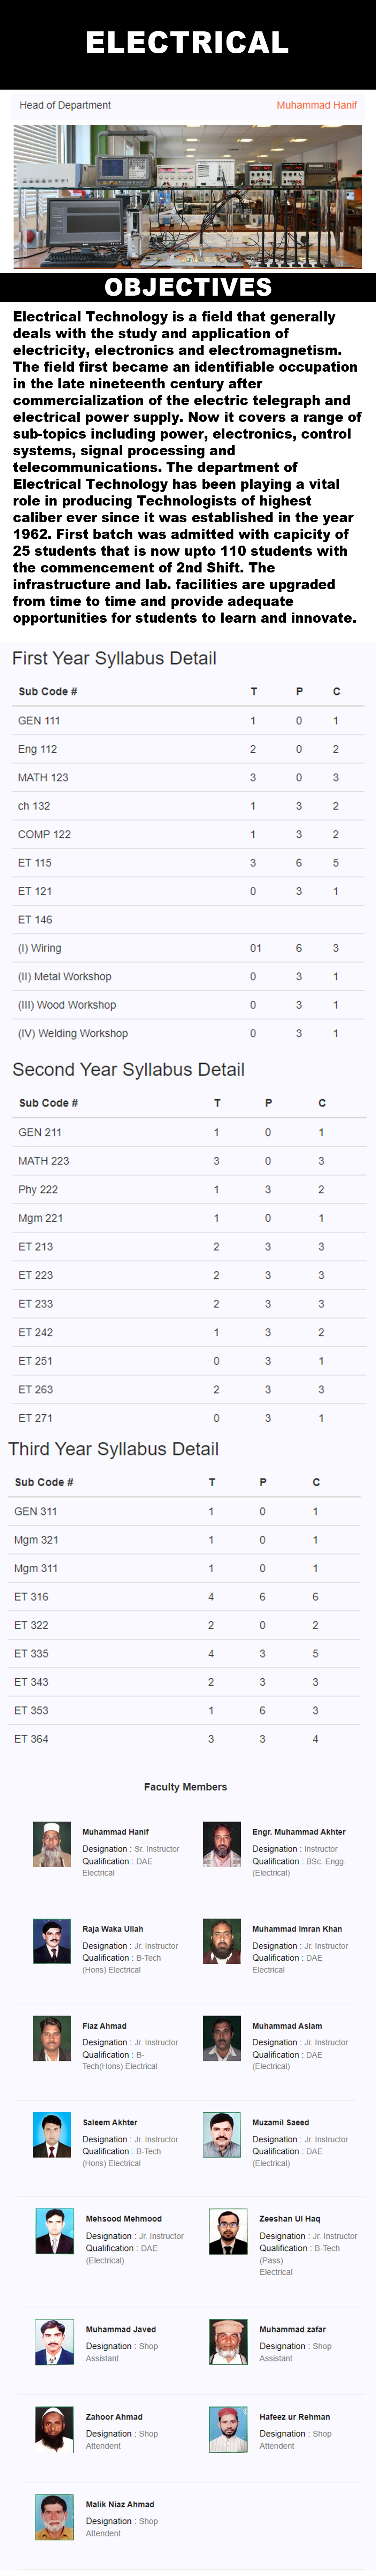 ELECTRICAL
Head of Department Muhammad Hanif
OBJECTIVES
Electrical Technology is a field that generally
deals with the study and application of
electricity, electronics and electromagnetism.
The field first became an identifiable occupation
in the late nineteenth century after
commercialization of the electric telegraph and
electrical power supply. Now it covers a range of
sub-topics including power, electronics, control
systems, signal processing and
telecommunications. The department of
Electrical Technology has been playing a vital
role in producing Technologists of highest
caliber ever since it was established in the year
1962. First batch was admitted with capicity of
25 students that is now upto 110 students with
the commencement of 2nd Shift. The
infrastructure and lab. facilities are upgraded
from time to time and provide adequate
opportunities for students to learn and innovate.
First Year Syllabus Detail
Sub Code # T P C
GEN 111 1 0 1
Eng 112 2 0 2
MATH 123 3 0 3
ch 132 1 3 2
COMP 122 1 3 2
ET 115 3 6 5
ET 121 0 3 1
ET 146
(I) Wiring 01 6 3
(II) Metal Workshop 0 3 1
(III) Wood Workshop 0 3 1
(IV) Welding Workshop 0 3 1
Second Year Syllabus Detail
Sub Code # T P C
GEN 211 1 0 1
MATH 223 3 0 3
Phy 222 1 3 2
Mgm 221 1 0 1
ET 213 2 3 3
ET 223 2 3 3
ET 233 2 3 3
ET 242 1 3 2
ET 251 0 3 1
ET 263 2 3 3
ET 271 0 3 1
Third Year Syllabus Detail
Sub Code # T P C
GEN 311 1 0 1
Mgm 321 1 0 1
Mgm 311 1 0 1
ET 316 4 6 6
ET 322 2 0 2
ET 335 4 3 5
ET 343 2 3 3
ET 353 1 6 3
ET 364 3 3 4
Faculty Members
Muhammad Hanif
Designation : Sr. Instructor
Qualification : DAE
Electrical
Engr. Muhammad Akhter
Designation : Instructor
Qualification : BSc. Engg.
(Electrical)
Raja Waka Ullah
Designation : Jr. Instructor
Qualification : B-Tech
(Hons) Electrical
Muhammad Imran Khan
Designation : Jr. Instructor
Qualification : DAE
Electrical
Fiaz Ahmad
Designation : Jr. Instructor
Qualification : B-
Tech(Hons) Electrical
Muhammad Aslam
Designation : Jr. Instructor
Qualification : DAE
(Electrical)
Saleem Akhter
Designation : Jr. Instructor
Qualification : B-Tech
(Hons) Electrical
Muzamil Saeed
Designation : Jr. Instructor
Qualification : DAE
(Electrical)
Mehsood Mehmood
Designation : Jr. Instructor
Qualification : DAE
(Electrical)
Zeeshan Ul Haq
Designation : Jr. Instructor
Qualification : B-Tech
(Pass)
Electrical
Muhammad Javed
Designation : Shop
Assistant
Muhammad zafar
Designation : Shop
Assistant
Zahoor Ahmad
Designation : Shop
Attendent
Hafeez ur Rehman
Designation : Shop
Attendent
Malik Niaz Ahmad
Designation : Shop
Attendent